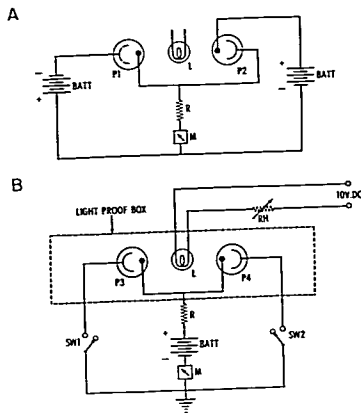 A
P1
L
P2
BATT
BATT
R
M
B
10V.DC
LIGHT PROOF BOX
RH
P3
L
P4
R
SW1
BATT
SW2
M